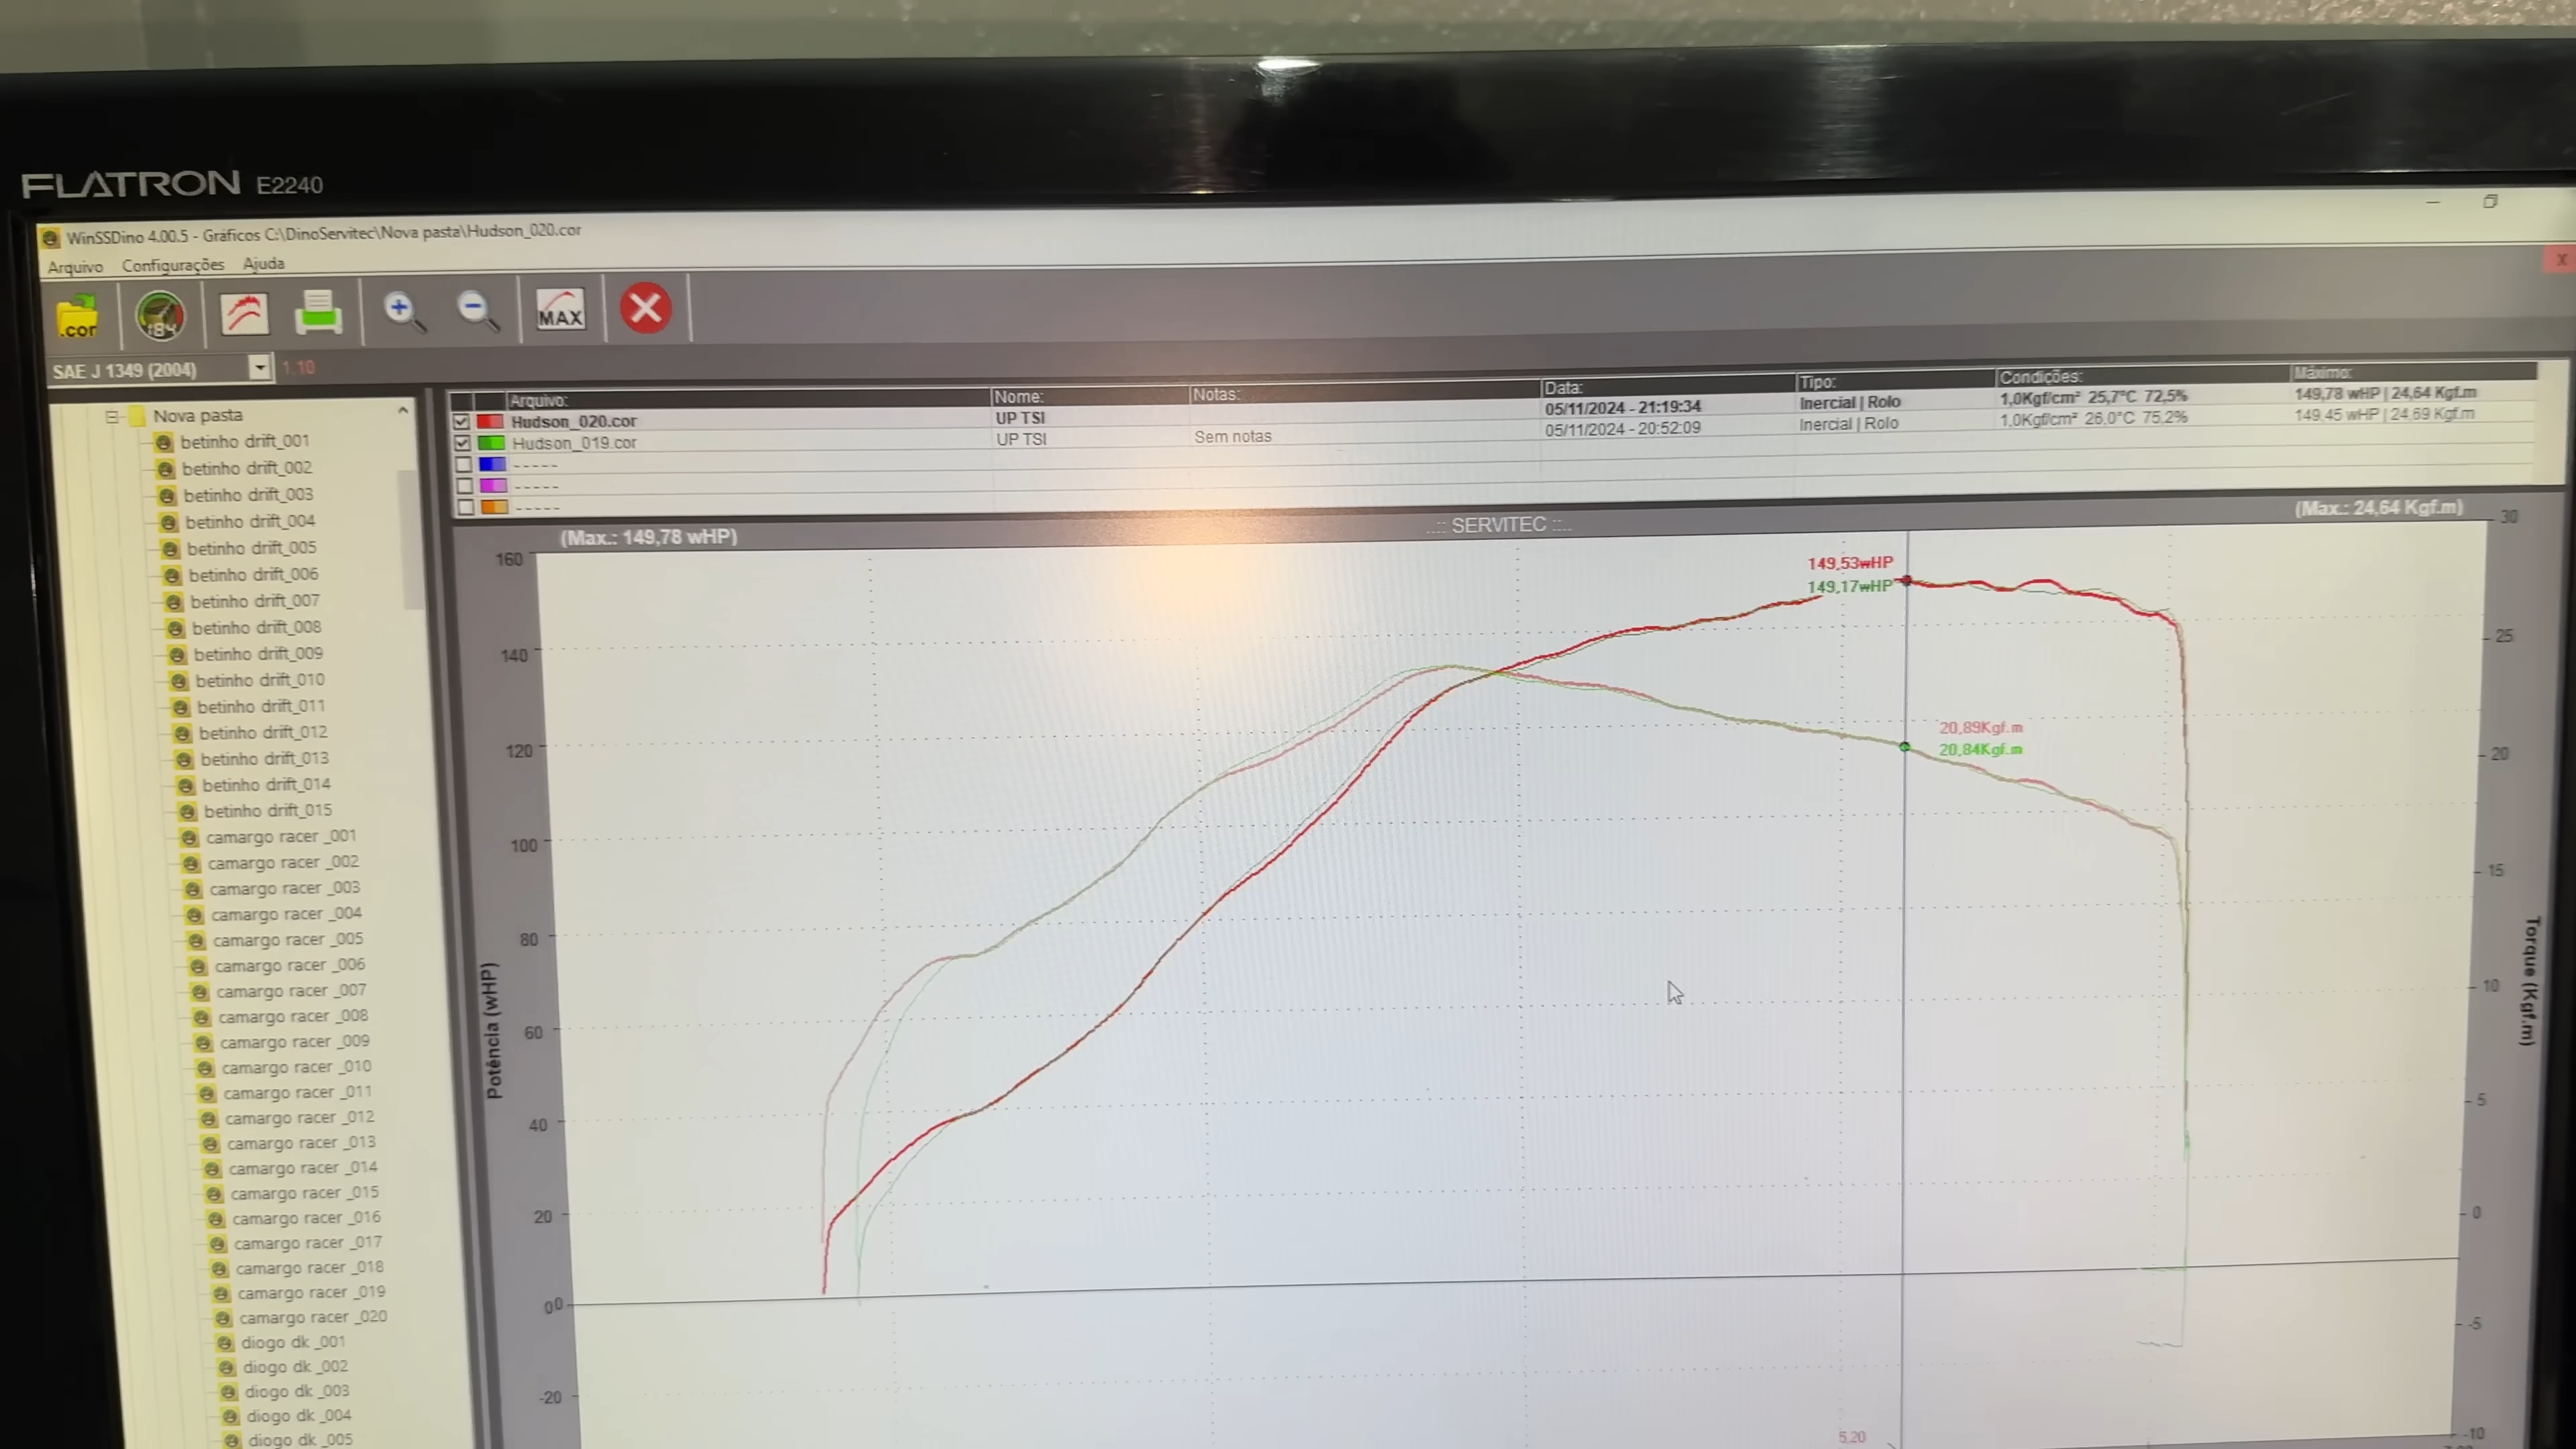 FLATRON E2240
WinSSDino 4.00.5 - Gráficos C:\DinoServitec\Nova pasta\Hudson_020.cor
Arquivo Configurações Ajuda
.cor :84 MAX
SAE J 1349 (2004) 1.10
Arquivo: Nome: Notas: Data: Tipo: Condições: Máximo:
Hudson_020.cor UP TSI 05/11/2024 - 21:19:34 Inercial | Rolo 1,0Kgf/cm² 25,7°C 72,5% 149,78 wHP | 24,64 Kgf.m
Hudson_019.cor UP TSI Sem notas 05/11/2024 - 20:52:09 Inercial | Rolo 1,0Kgf/cm² 26,0°C 75,2% 149,45 wHP | 24,69 Kgf.m
-----
-----
-----
Nova pasta
betinho drift_001
betinho drift_002
betinho drift_003
betinho drift_004
betinho drift_005
betinho drift_006
betinho drift_007
betinho drift_008
betinho drift_009
betinho drift_010
betinho drift_011
betinho drift_012
betinho drift_013
betinho drift_014
betinho drift_015
camargo racer _001
camargo racer _002
camargo racer _003
camargo racer _004
camargo racer _005
camargo racer _006
camargo racer _007
camargo racer _008
camargo racer _009
camargo racer _010
camargo racer _011
camargo racer _012
camargo racer _013
camargo racer _014
camargo racer _015
camargo racer _016
camargo racer _017
camargo racer _018
camargo racer _019
camargo racer _020
diogo dk _001
diogo dk _002
diogo dk _003
diogo dk _004
diogo dk _005
(Max.: 149,78 wHP) ..:: SERVITEC ::.. (Max.: 24,64 Kgf.m)
160
140
120
100
80
60
40
20
0
-20
Potência (wHP)
149,53wHP
149,17wHP
20,89Kgf.m
20,84Kgf.m
0
5,20
30
25
20
15
10
5
0
-5
-10
Torque (Kgf.m)